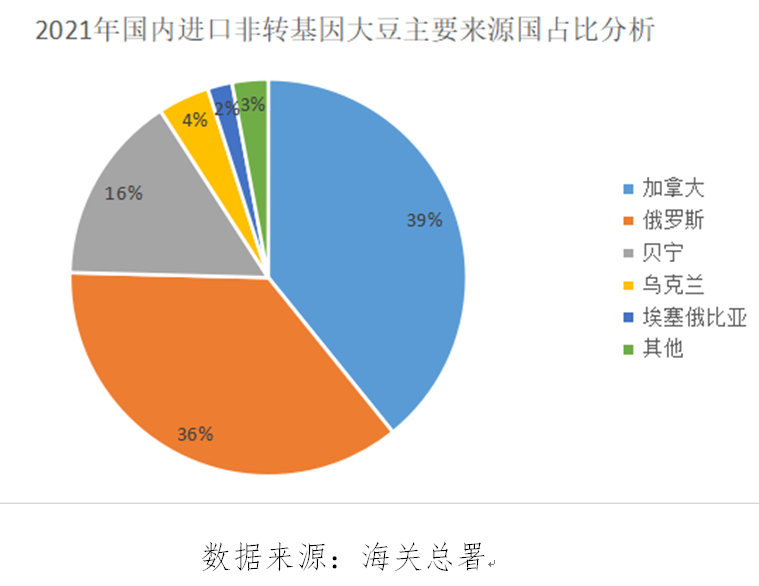 2021年国内进口非转基因大豆主要来源国占比分析
3%
2%
4%
16%
39%
36%
加拿大
俄罗斯
贝宁
乌克兰
埃塞俄比亚
其他
数据来源：海关总署